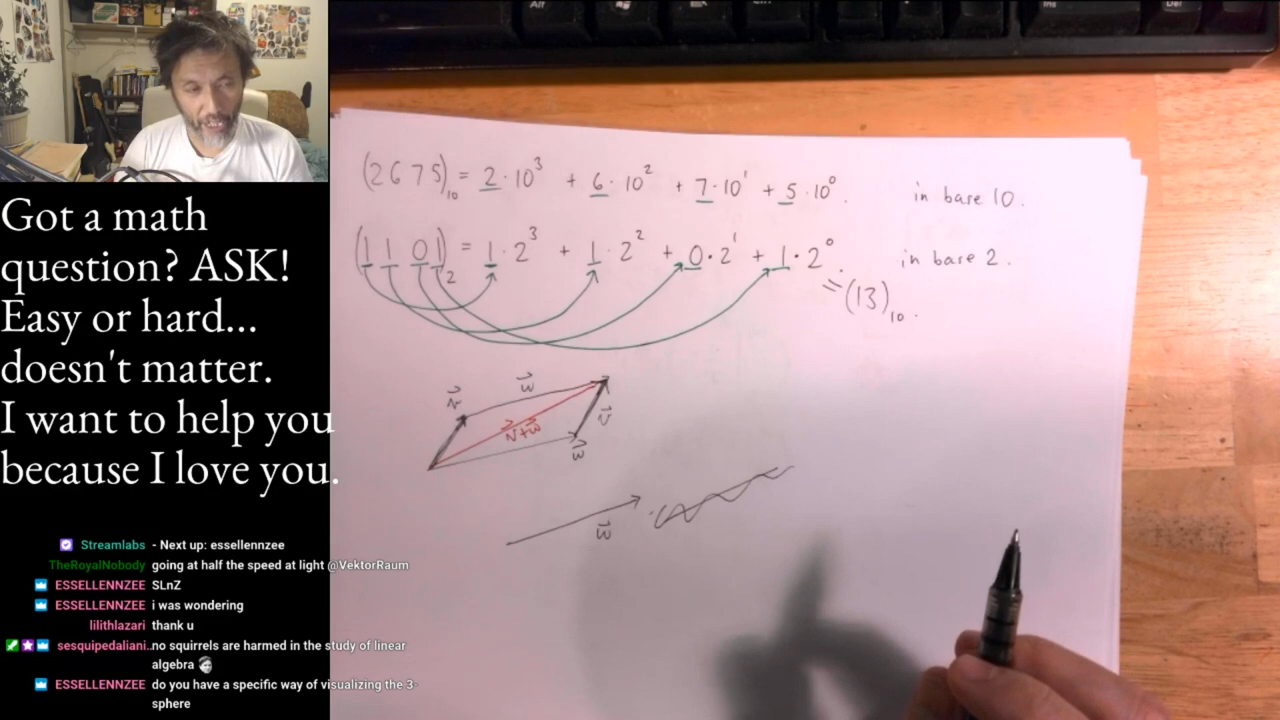 Alt
Ctrl
Ins
Del
(2675)₁₀ = 2·10³ + 6·10² + 7·10¹ + 5·10⁰. in base 10.
(1101)₂ = 1·2³ + 1·2² + 0·2¹ + 1·2⁰. in base 2.
= (13)₁₀.
w⃗
v⃗
v⃗+w⃗
v⃗
w⃗
w⃗
Got a math
question? ASK!
Easy or hard...
doesn't matter.
I want to help you
because I love you.
Streamlabs - Next up: essellennzee
TheRoyalNobody going at half the speed at light @VektorRaum
ESSELLENNZEE SLnZ
ESSELLENNZEE i was wondering
lilithlazari thank u
sesquipedaliani.. no squirrels are harmed in the study of linear
algebra
ESSELLENNZEE do you have a specific way of visualizing the 3-
sphere